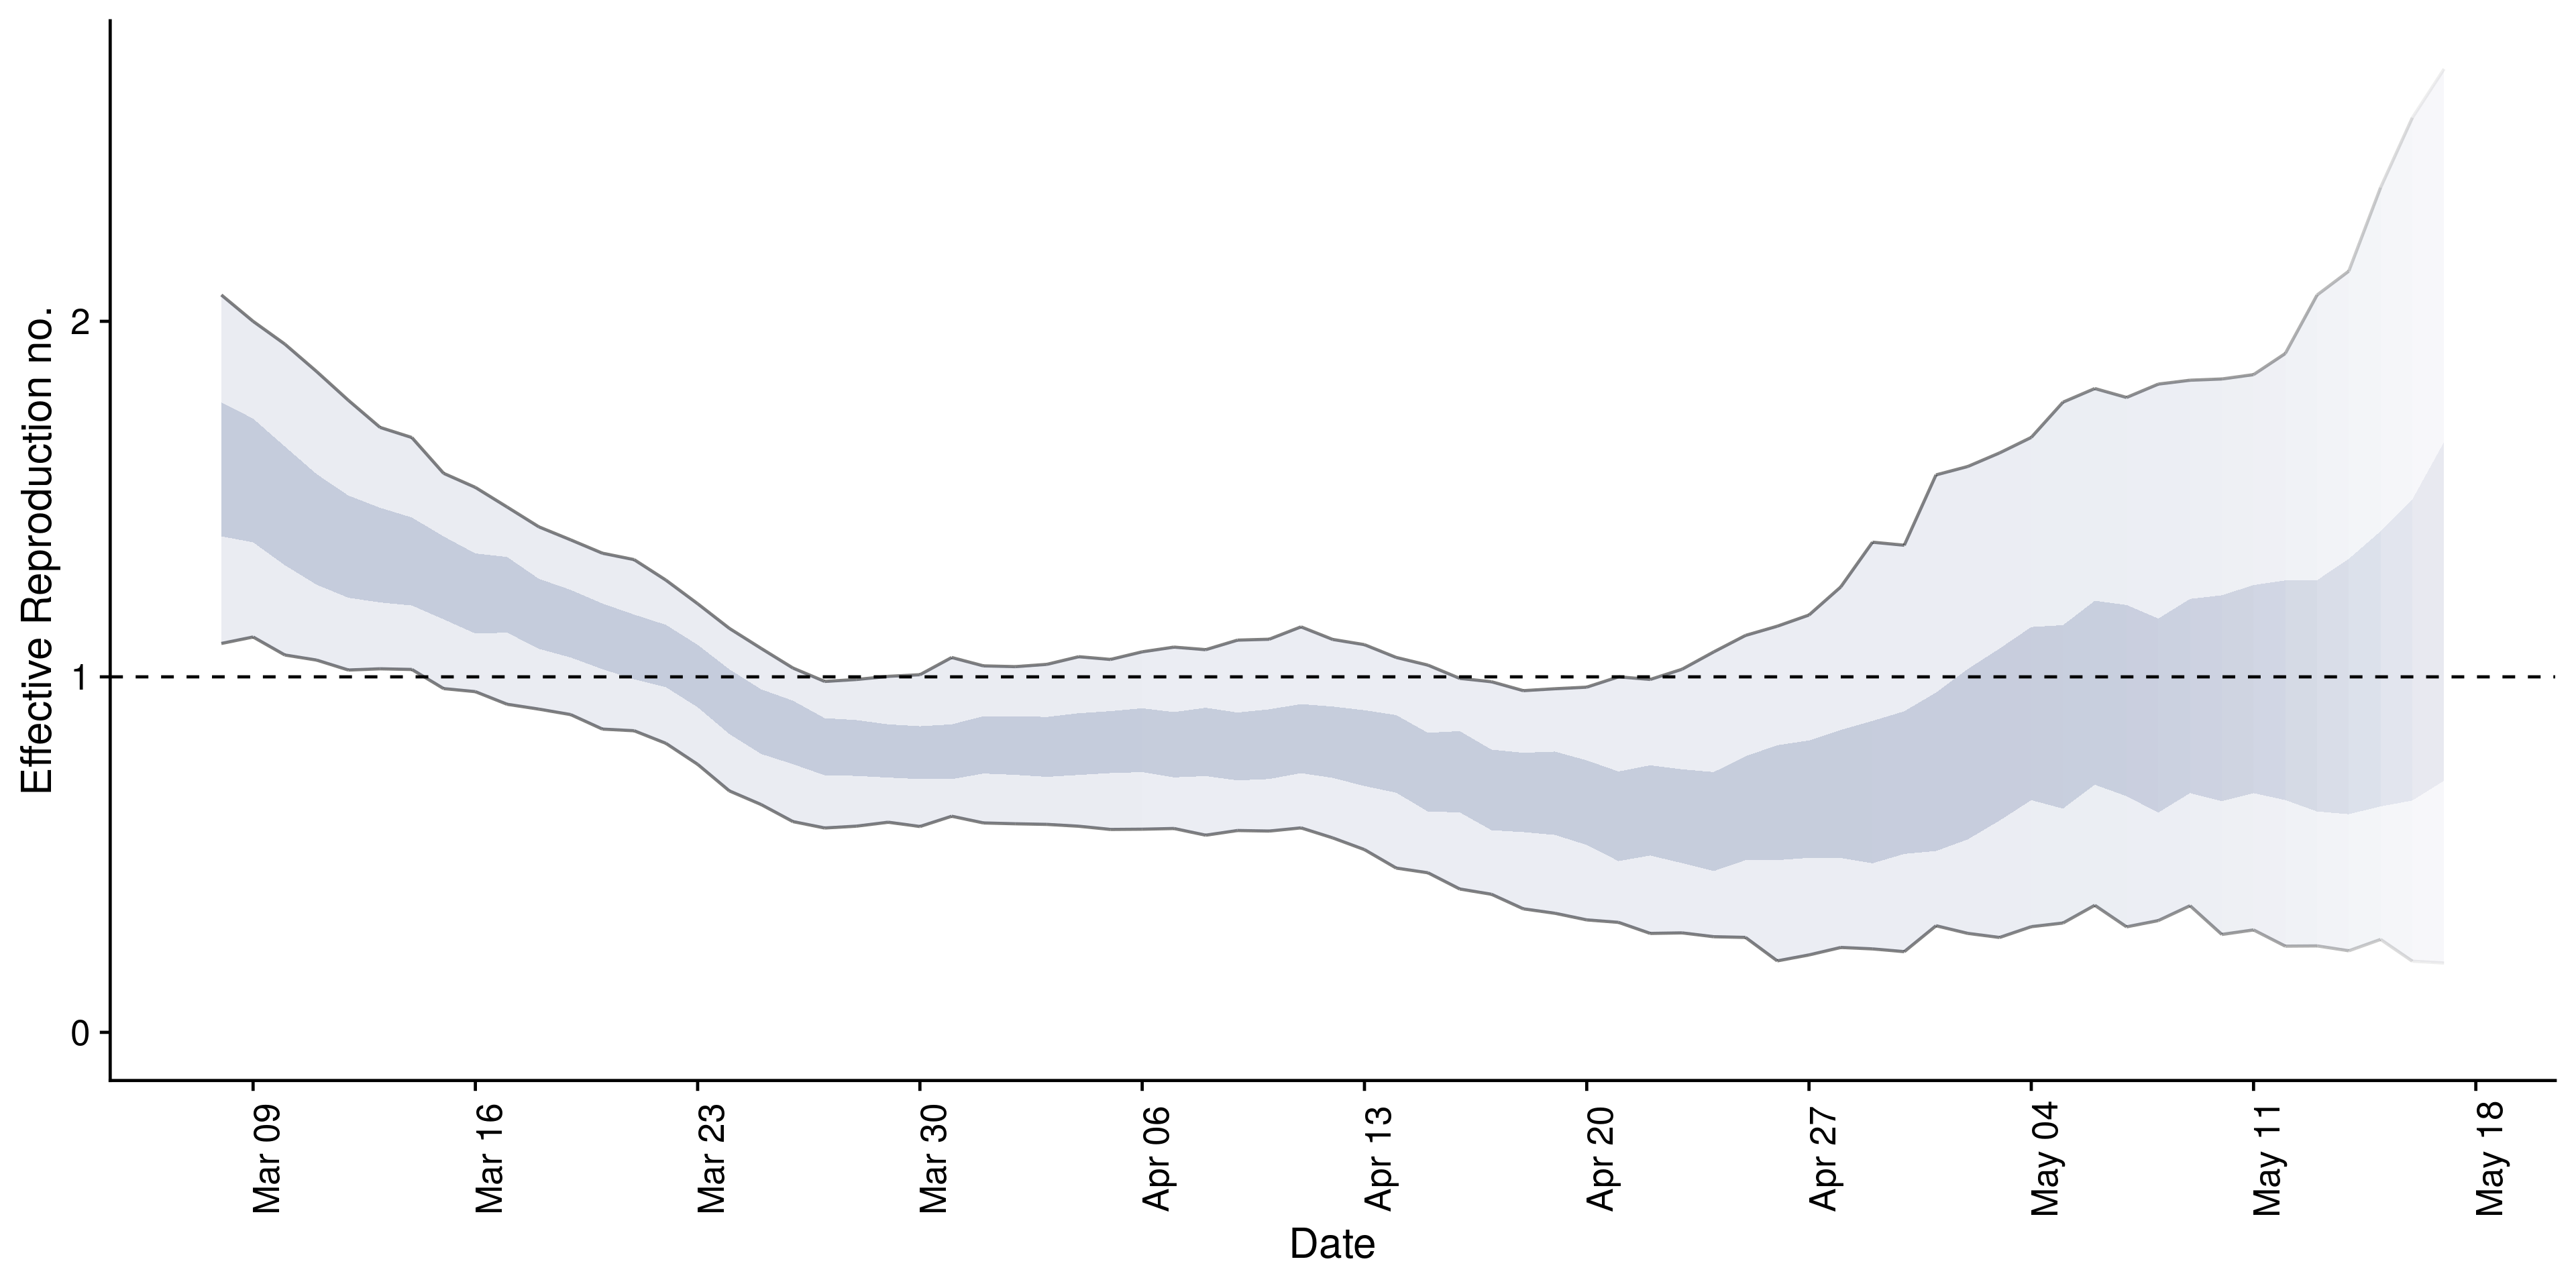 Effective Reproduction no.
2
1
0
Mar 09
Mar 16
Mar 23
Mar 30
Apr 06
Apr 13
Apr 20
Apr 27
May 04
May 11
May 18
Date